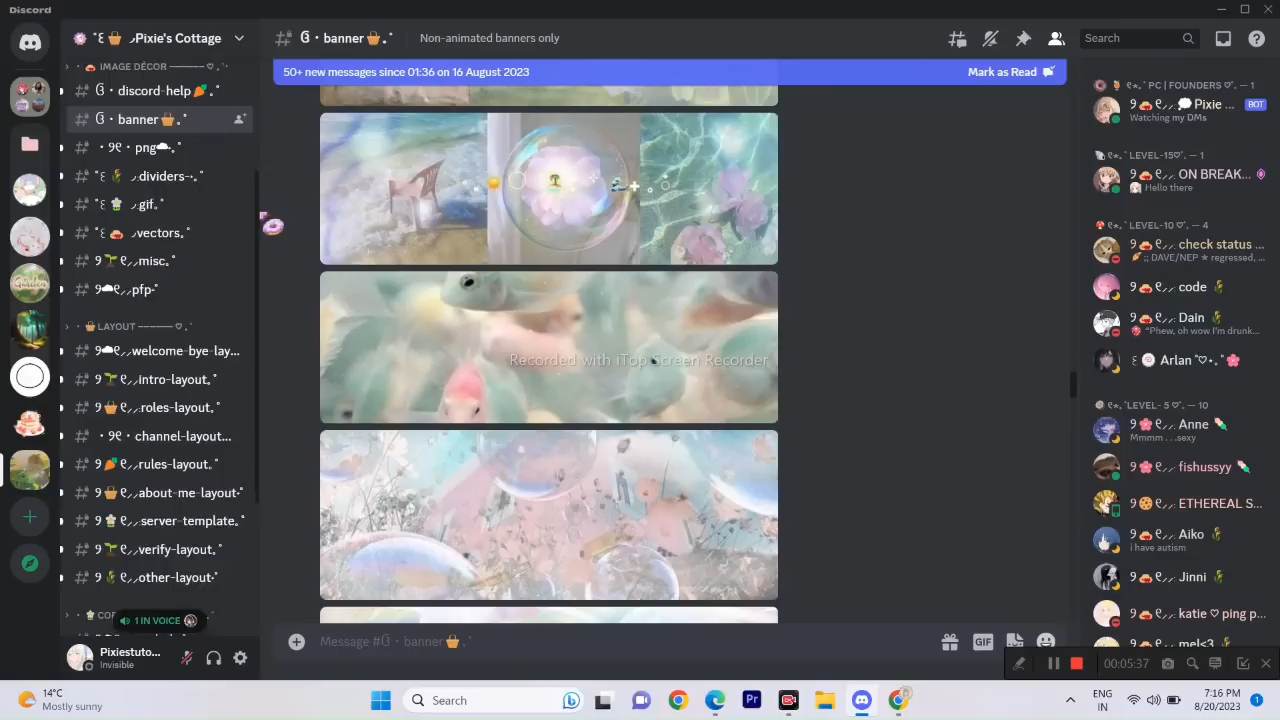 Discord
Pixie's Cottage
banner
Non-animated banners only
Search
50+ new messages since 01:36 on 16 August 2023
Mark as Read
IMAGE DÉCOR
discord-help
banner
png
dividers
gif
vectors
misc
pfp
LAYOUT
welcome-bye-lay...
intro-layout
roles-layout
channel-layout...
rules-layout
about-me-layout
server-template
verify-layout
other-layout
1 IN VOICE
Pixiestuto...
Invisible
Recorded with iTop Screen Recorder
Message # banner
GIF
PC | FOUNDERS ♡ — 1
Pixie ...
BOT
Watching my DMs
LEVEL-15♡ — 1
ON BREAK...
Hello there
LEVEL-10 ♡ — 4
check status ...
;; DAVE/NEP ★ regressed, ...
code
Dain
“Phew, oh wow I'm drunk...
Arlan
LEVEL- 5 ♡ — 10
Anne
Mmmm . ..sexy
fishussyy
ETHEREAL S...
Aiko
i have autism
Jinni
katie ♡ ping p...
mels3
00:05:37
14°C
Mostly sunny
Search
Pr
ENG
IN
7:16 PM
8/20/2023
1